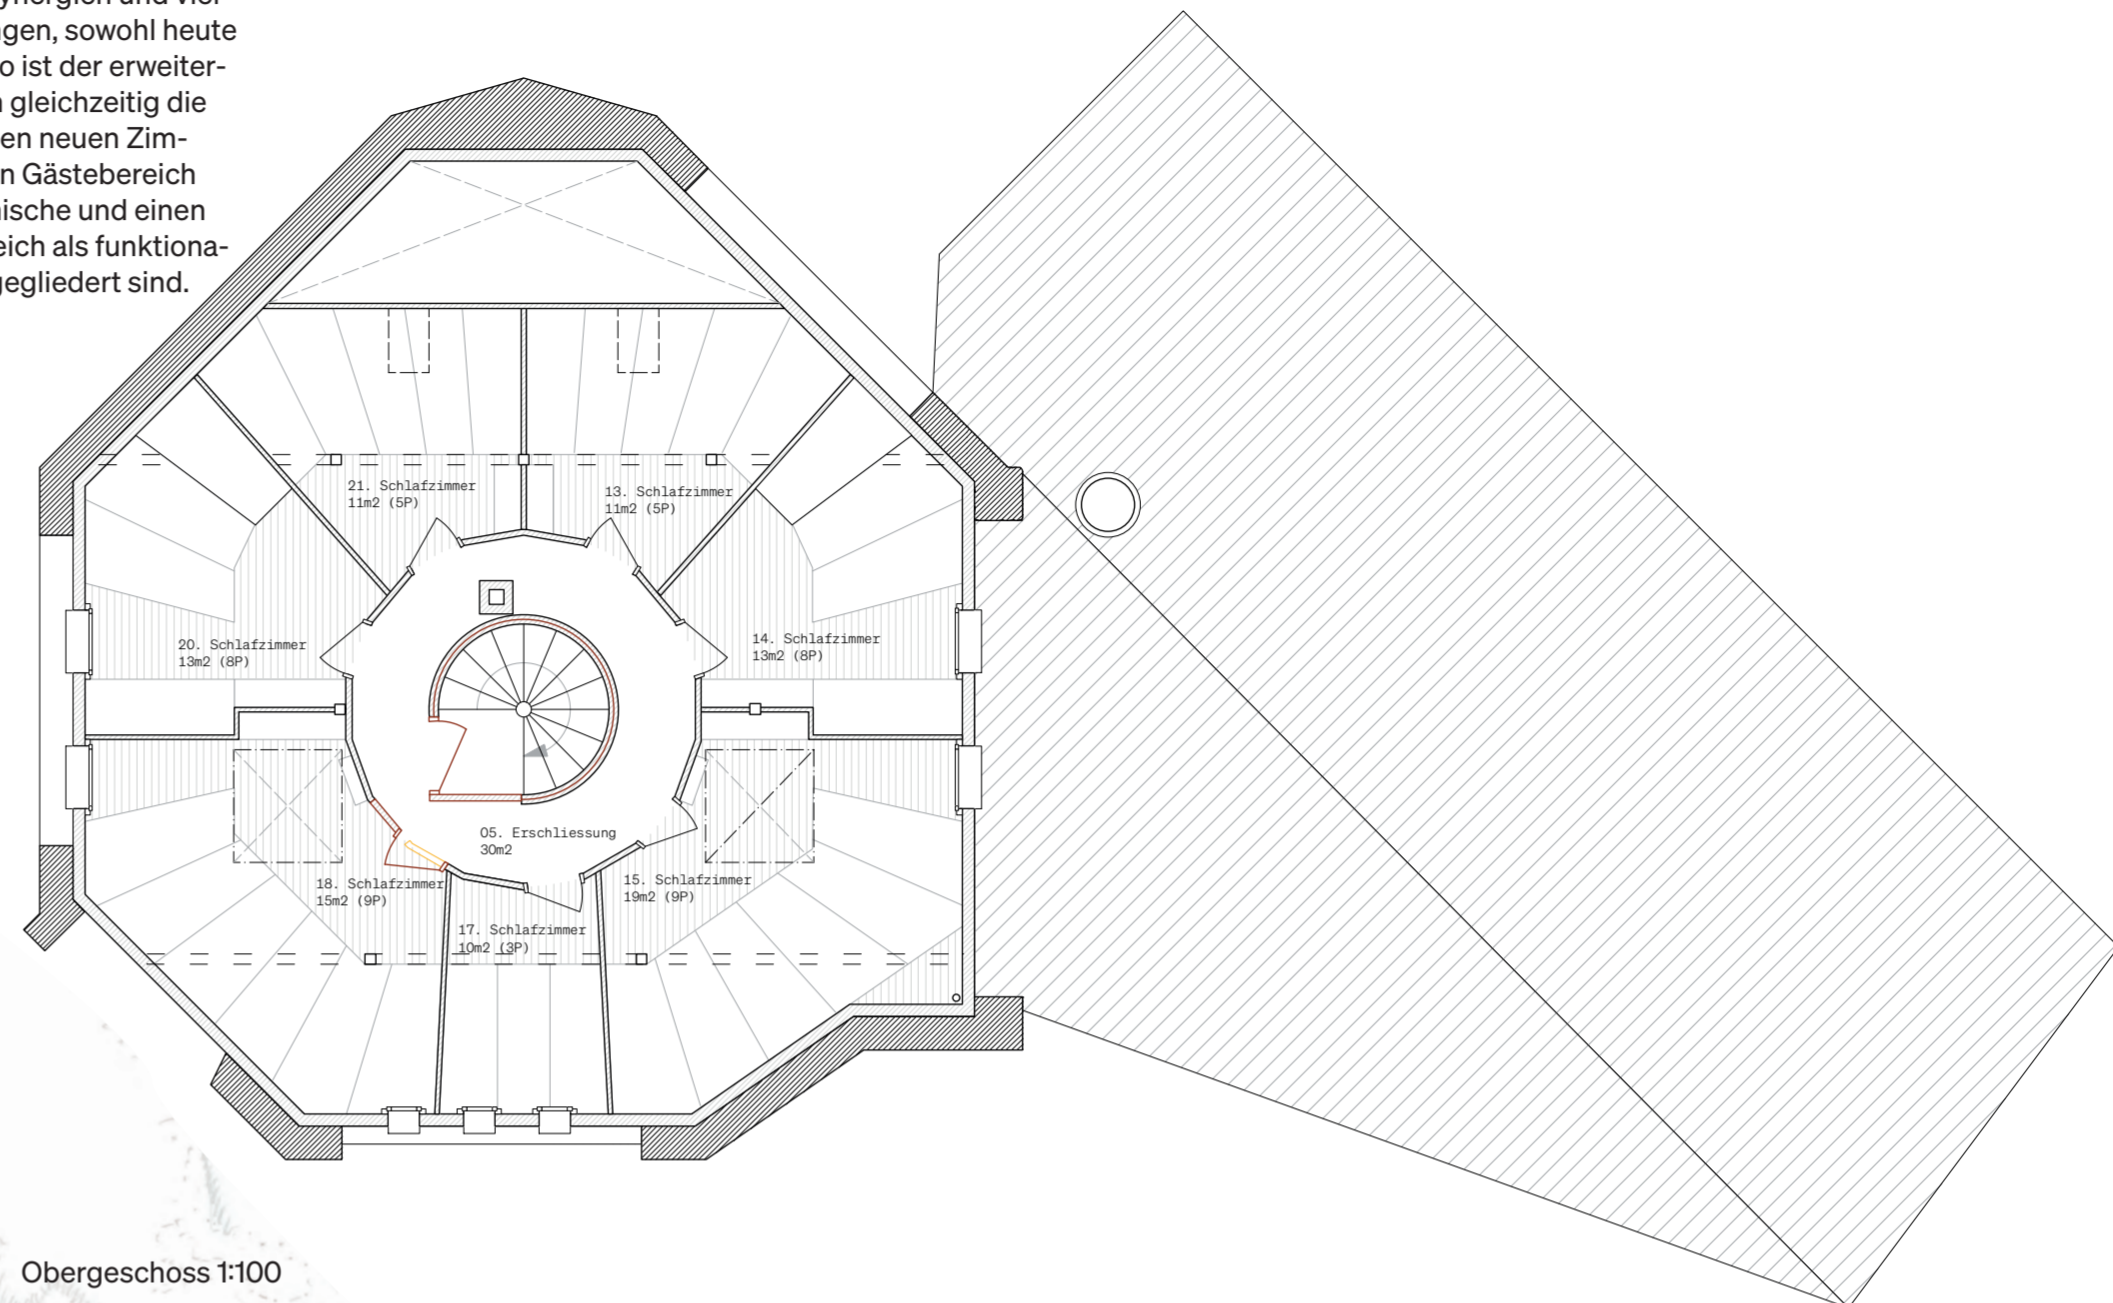 gen, sowohl heute
o ist der erweiter-
gleichzeitig die
en neuen Zim-
n Gästebereich
ische und einen
eich als funktiona-
gegliedert sind.
21. Schlafzimmer
11m2 (5P)
13. Schlafzimmer
11m2 (5P)
20. Schlafzimmer
13m2 (8P)
14. Schlafzimmer
13m2 (8P)
05. Erschliessung
30m2
18. Schlafzimmer
15m2 (9P)
15. Schlafzimmer
19m2 (9P)
17. Schlafzimmer
10m2 (3P)
Obergeschoss 1:100